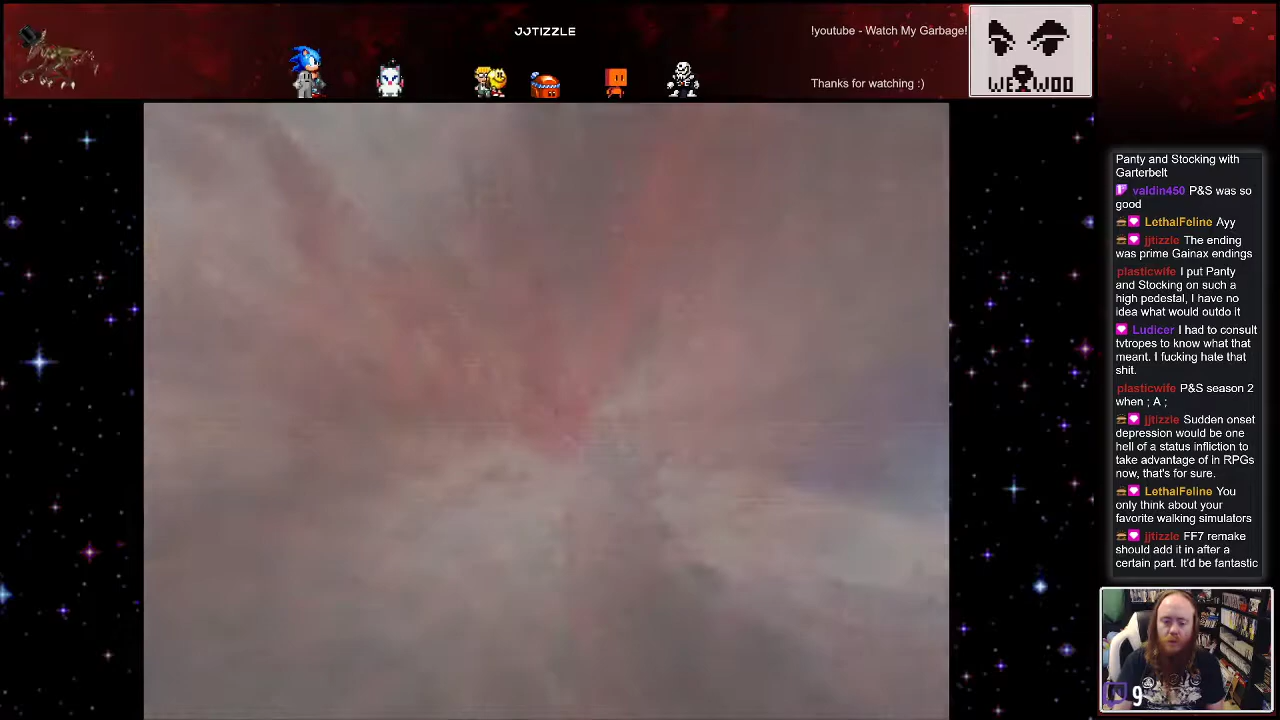 JJTIZZLE
!youtube - Watch My Garbage!
Thanks for watching :)
WEWOO
Panty and Stocking with
Garterbelt
valdin450 P&S was so
good
LethalFeline Ayy
jjtizzle The ending
was prime Gainax endings
plasticwife I put Panty
and Stocking on such a
high pedestal, I have no
idea what would outdo it
Ludicer I had to consult
tvtropes to know what that
meant. I fucking hate that
shit.
plasticwife P&S season 2
when ; A ;
jjtizzle Sudden onset
depression would be one
hell of a status infliction to
take advantage of in RPGs
now, that's for sure.
LethalFeline You
only think about your
favorite walking simulators
jjtizzle FF7 remake
should add it in after a
certain part. It'd be fantastic
9